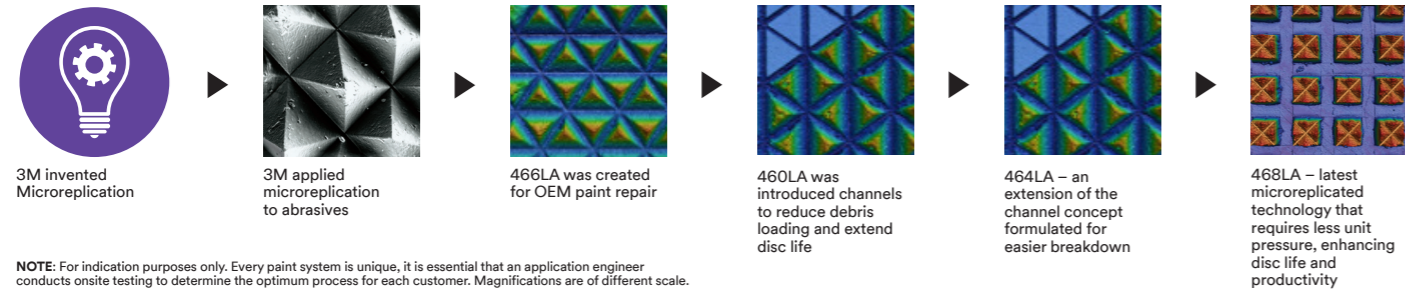 3M invented
Microreplication
3M applied
microreplication
to abrasives
466LA was created
for OEM paint repair
460LA was
introduced channels
to reduce debris
loading and extend
disc life
464LA – an
extension of the
channel concept
formulated for
easier breakdown
468LA – latest
microreplicated
technology that
requires less unit
pressure, enhancing
disc life and
productivity
NOTE: For indication purposes only. Every paint system is unique, it is essential that an application engineer
conducts onsite testing to determine the optimum process for each customer. Magnifications are of different scale.